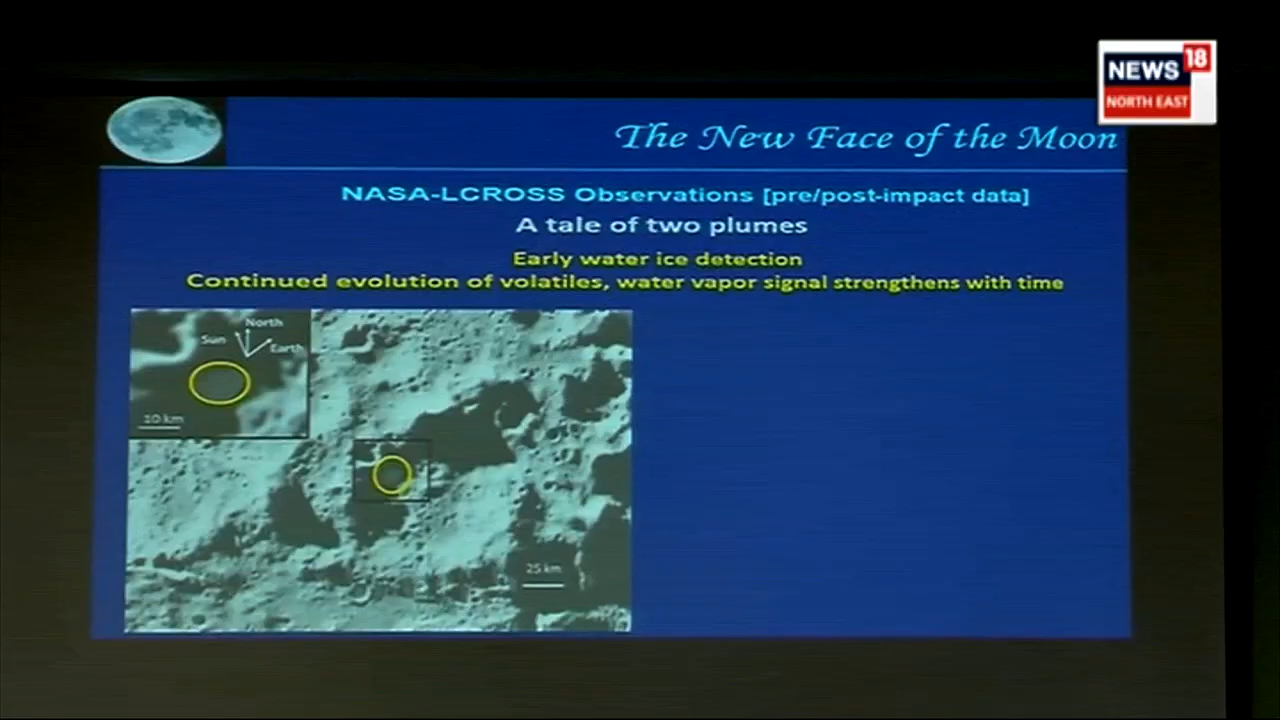 NEWS 18
NORTH EAST
The New Face of the Moon
NASA-LCROSS Observations [pre/post-impact data]
A tale of two plumes
Early water ice detection
Continued evolution of volatiles, water vapor signal strengthens with time
North
Sun
Earth
10 km
25 km